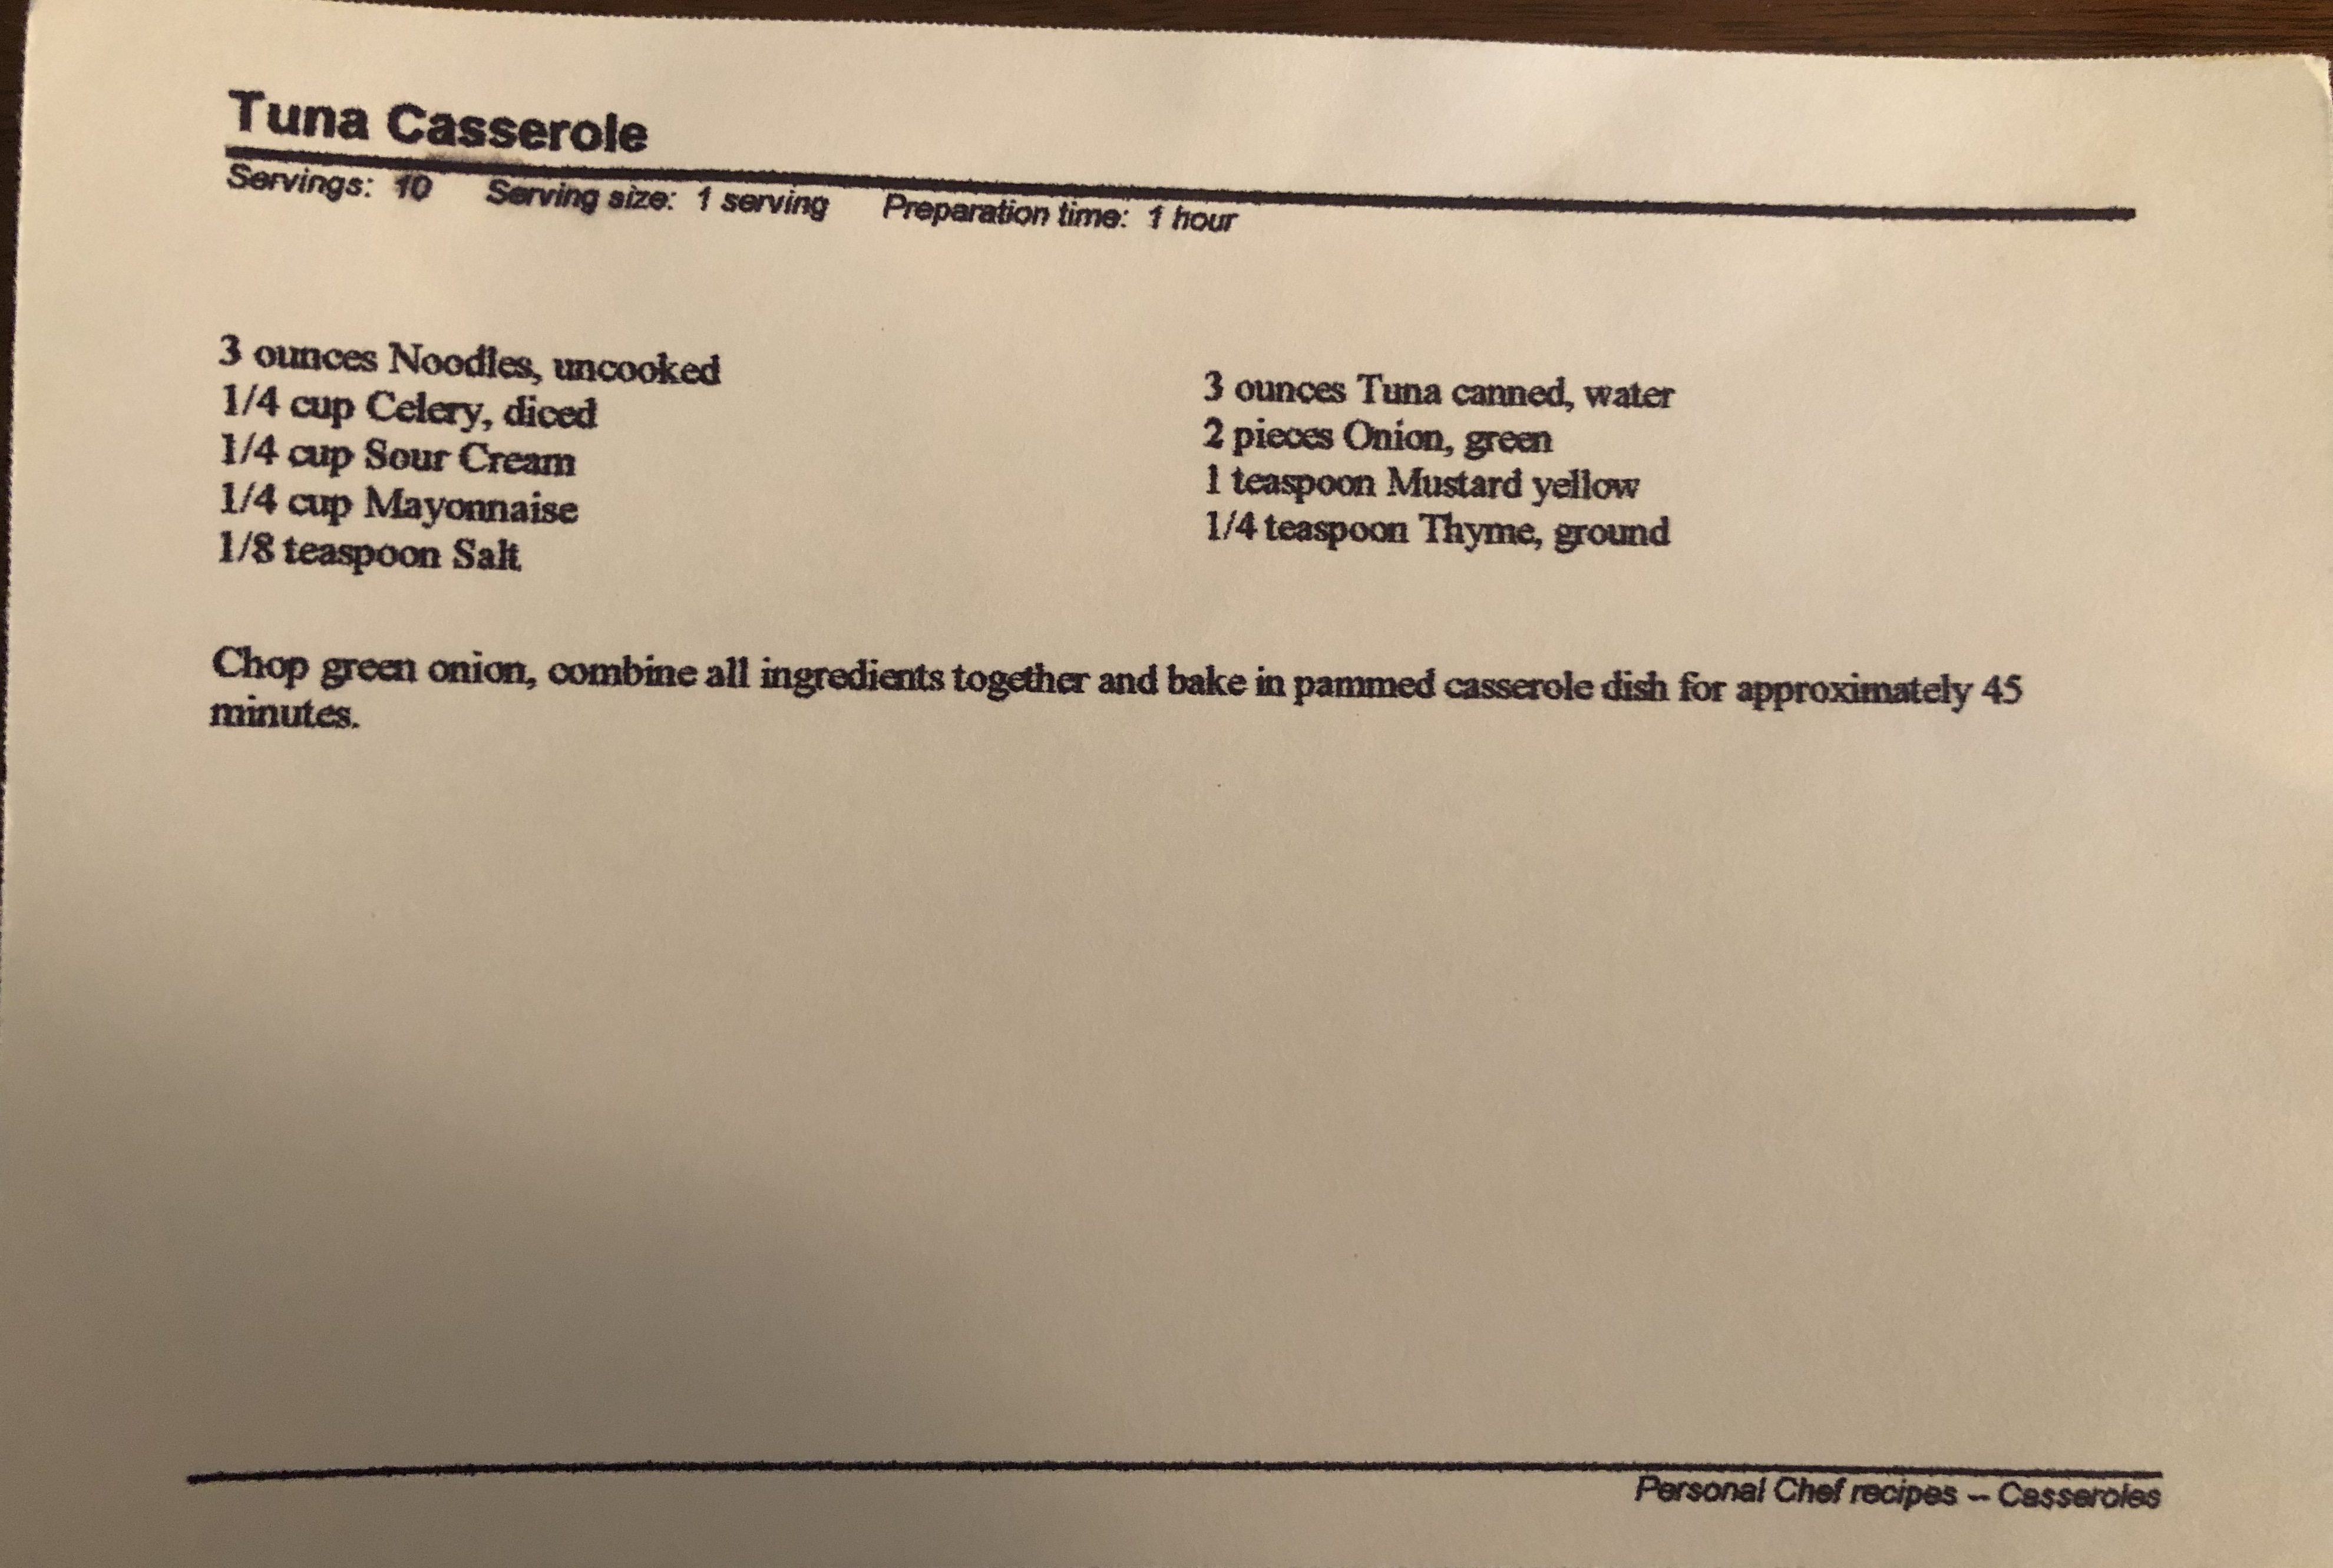 Tuna Casserole
Servings: 10 Serving size: 1 serving Preparation time: 1 hour
3 ounces Noodles, uncooked
1/4 cup Celery, diced
1/4 cup Sour Cream
1/4 cup Mayonnaise
1/8 teaspoon Salt
3 ounces Tuna canned, water
2 pieces Onion, green
1 teaspoon Mustard yellow
1/4 teaspoon Thyme, ground
Chop green onion, combine all ingredients together and bake in pammed casserole dish for approximately 45
minutes.
Personal Chef recipes -- Casseroles